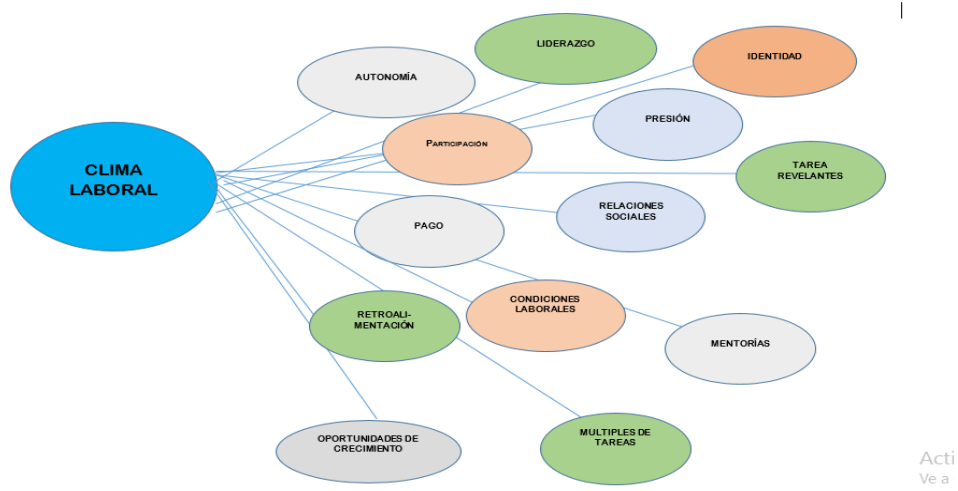 LIDERAZGO
IDENTIDAD
AUTONOMÍA
PRESIÓN
PARTICIPACIÓN
CLIMA
LABORAL
TAREA
REVELANTES
RELACIONES
SOCIALES
PAGO
CONDICIONES
LABORALES
RETROALI-
MENTACIÓN
MENTORÍAS
OPORTUNIDADES DE
CRECIMIENTO
MULTIPLES DE
TAREAS
Acti
Ve a